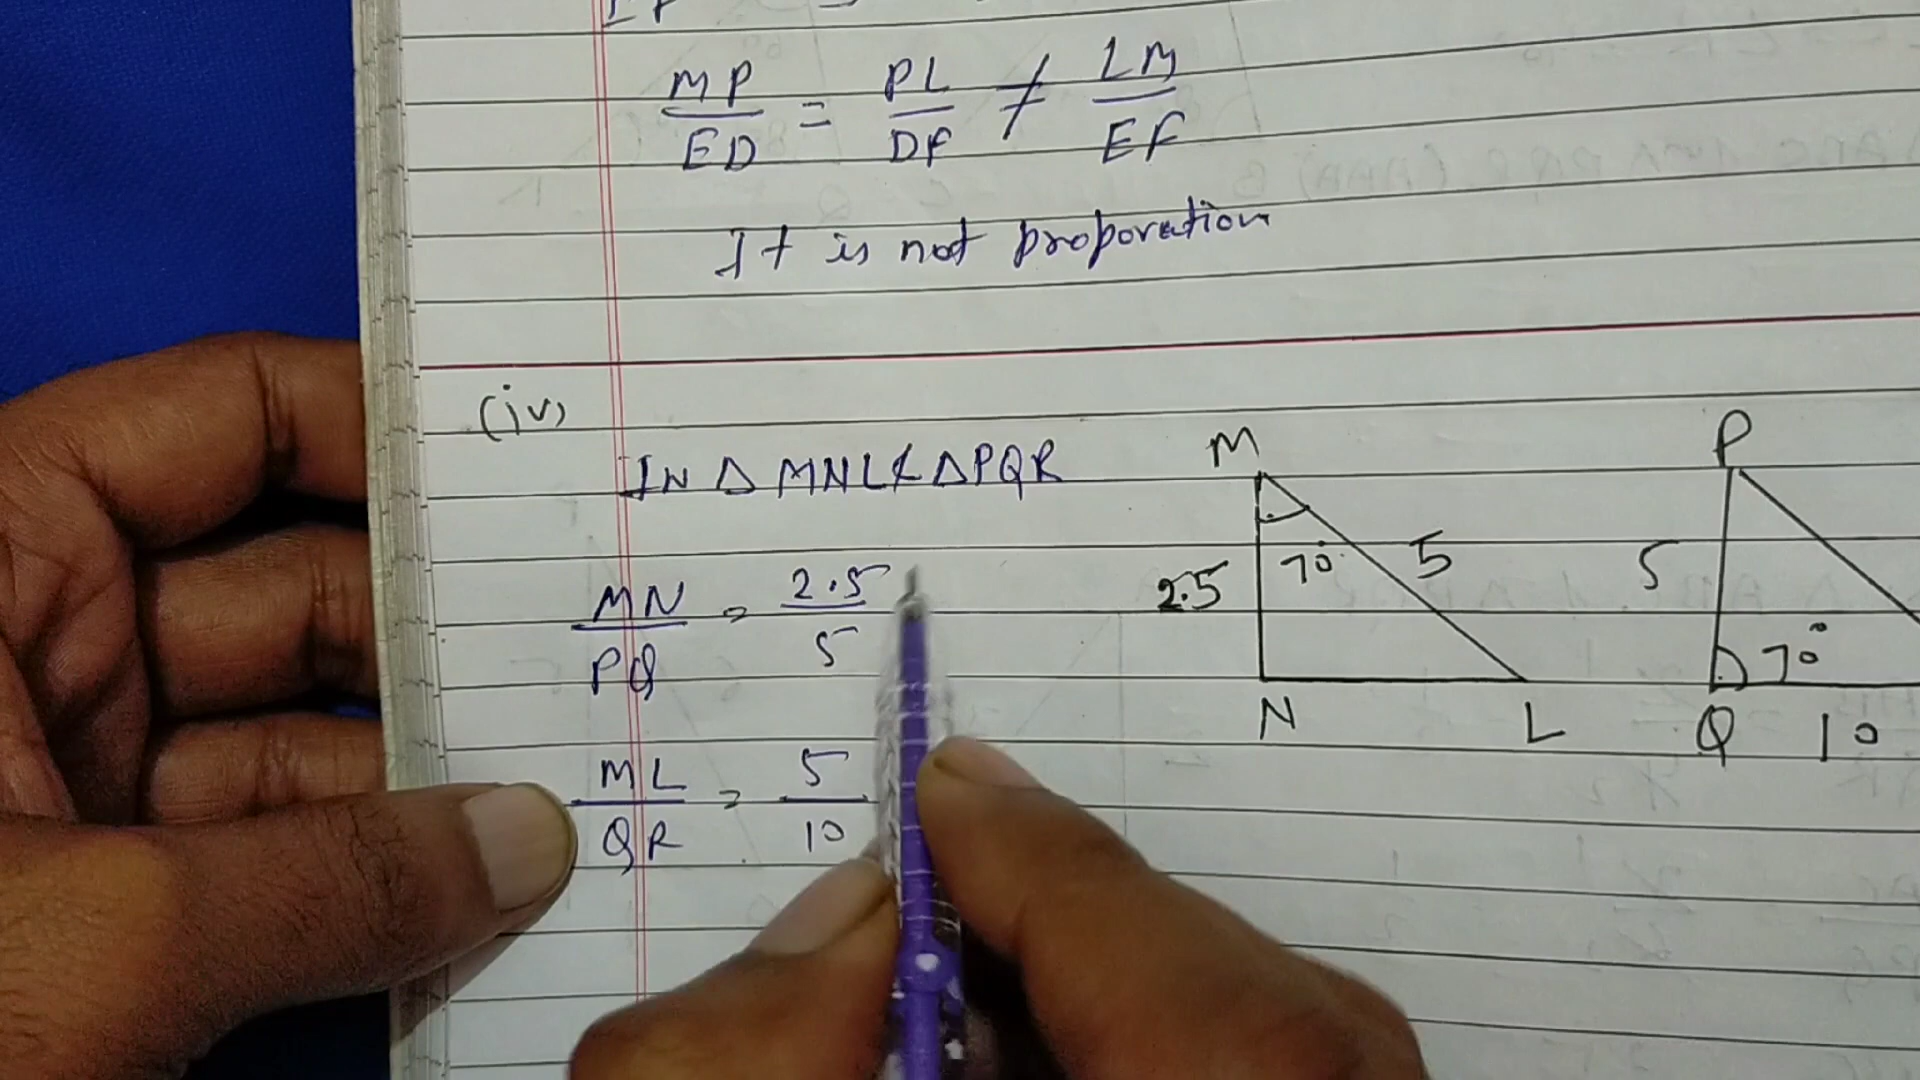 MP/ED = PL/DF ≠ LM/EF
It is not proporation
(iv)
IN Δ MNL & ΔPQR
MN/PQ = 2.5/5
ML/QR = 5/10
M
70°
2.5
5
N
L
P
5
70°
Q
10